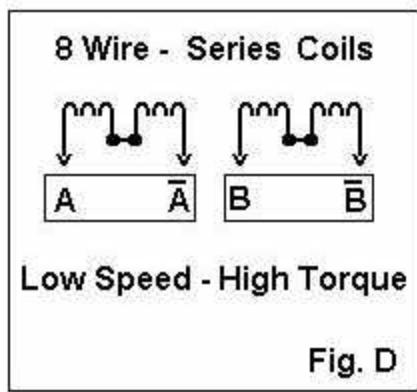 8 Wire - Series Coils
A A̅ B B̅
Low Speed - High Torque
Fig. D